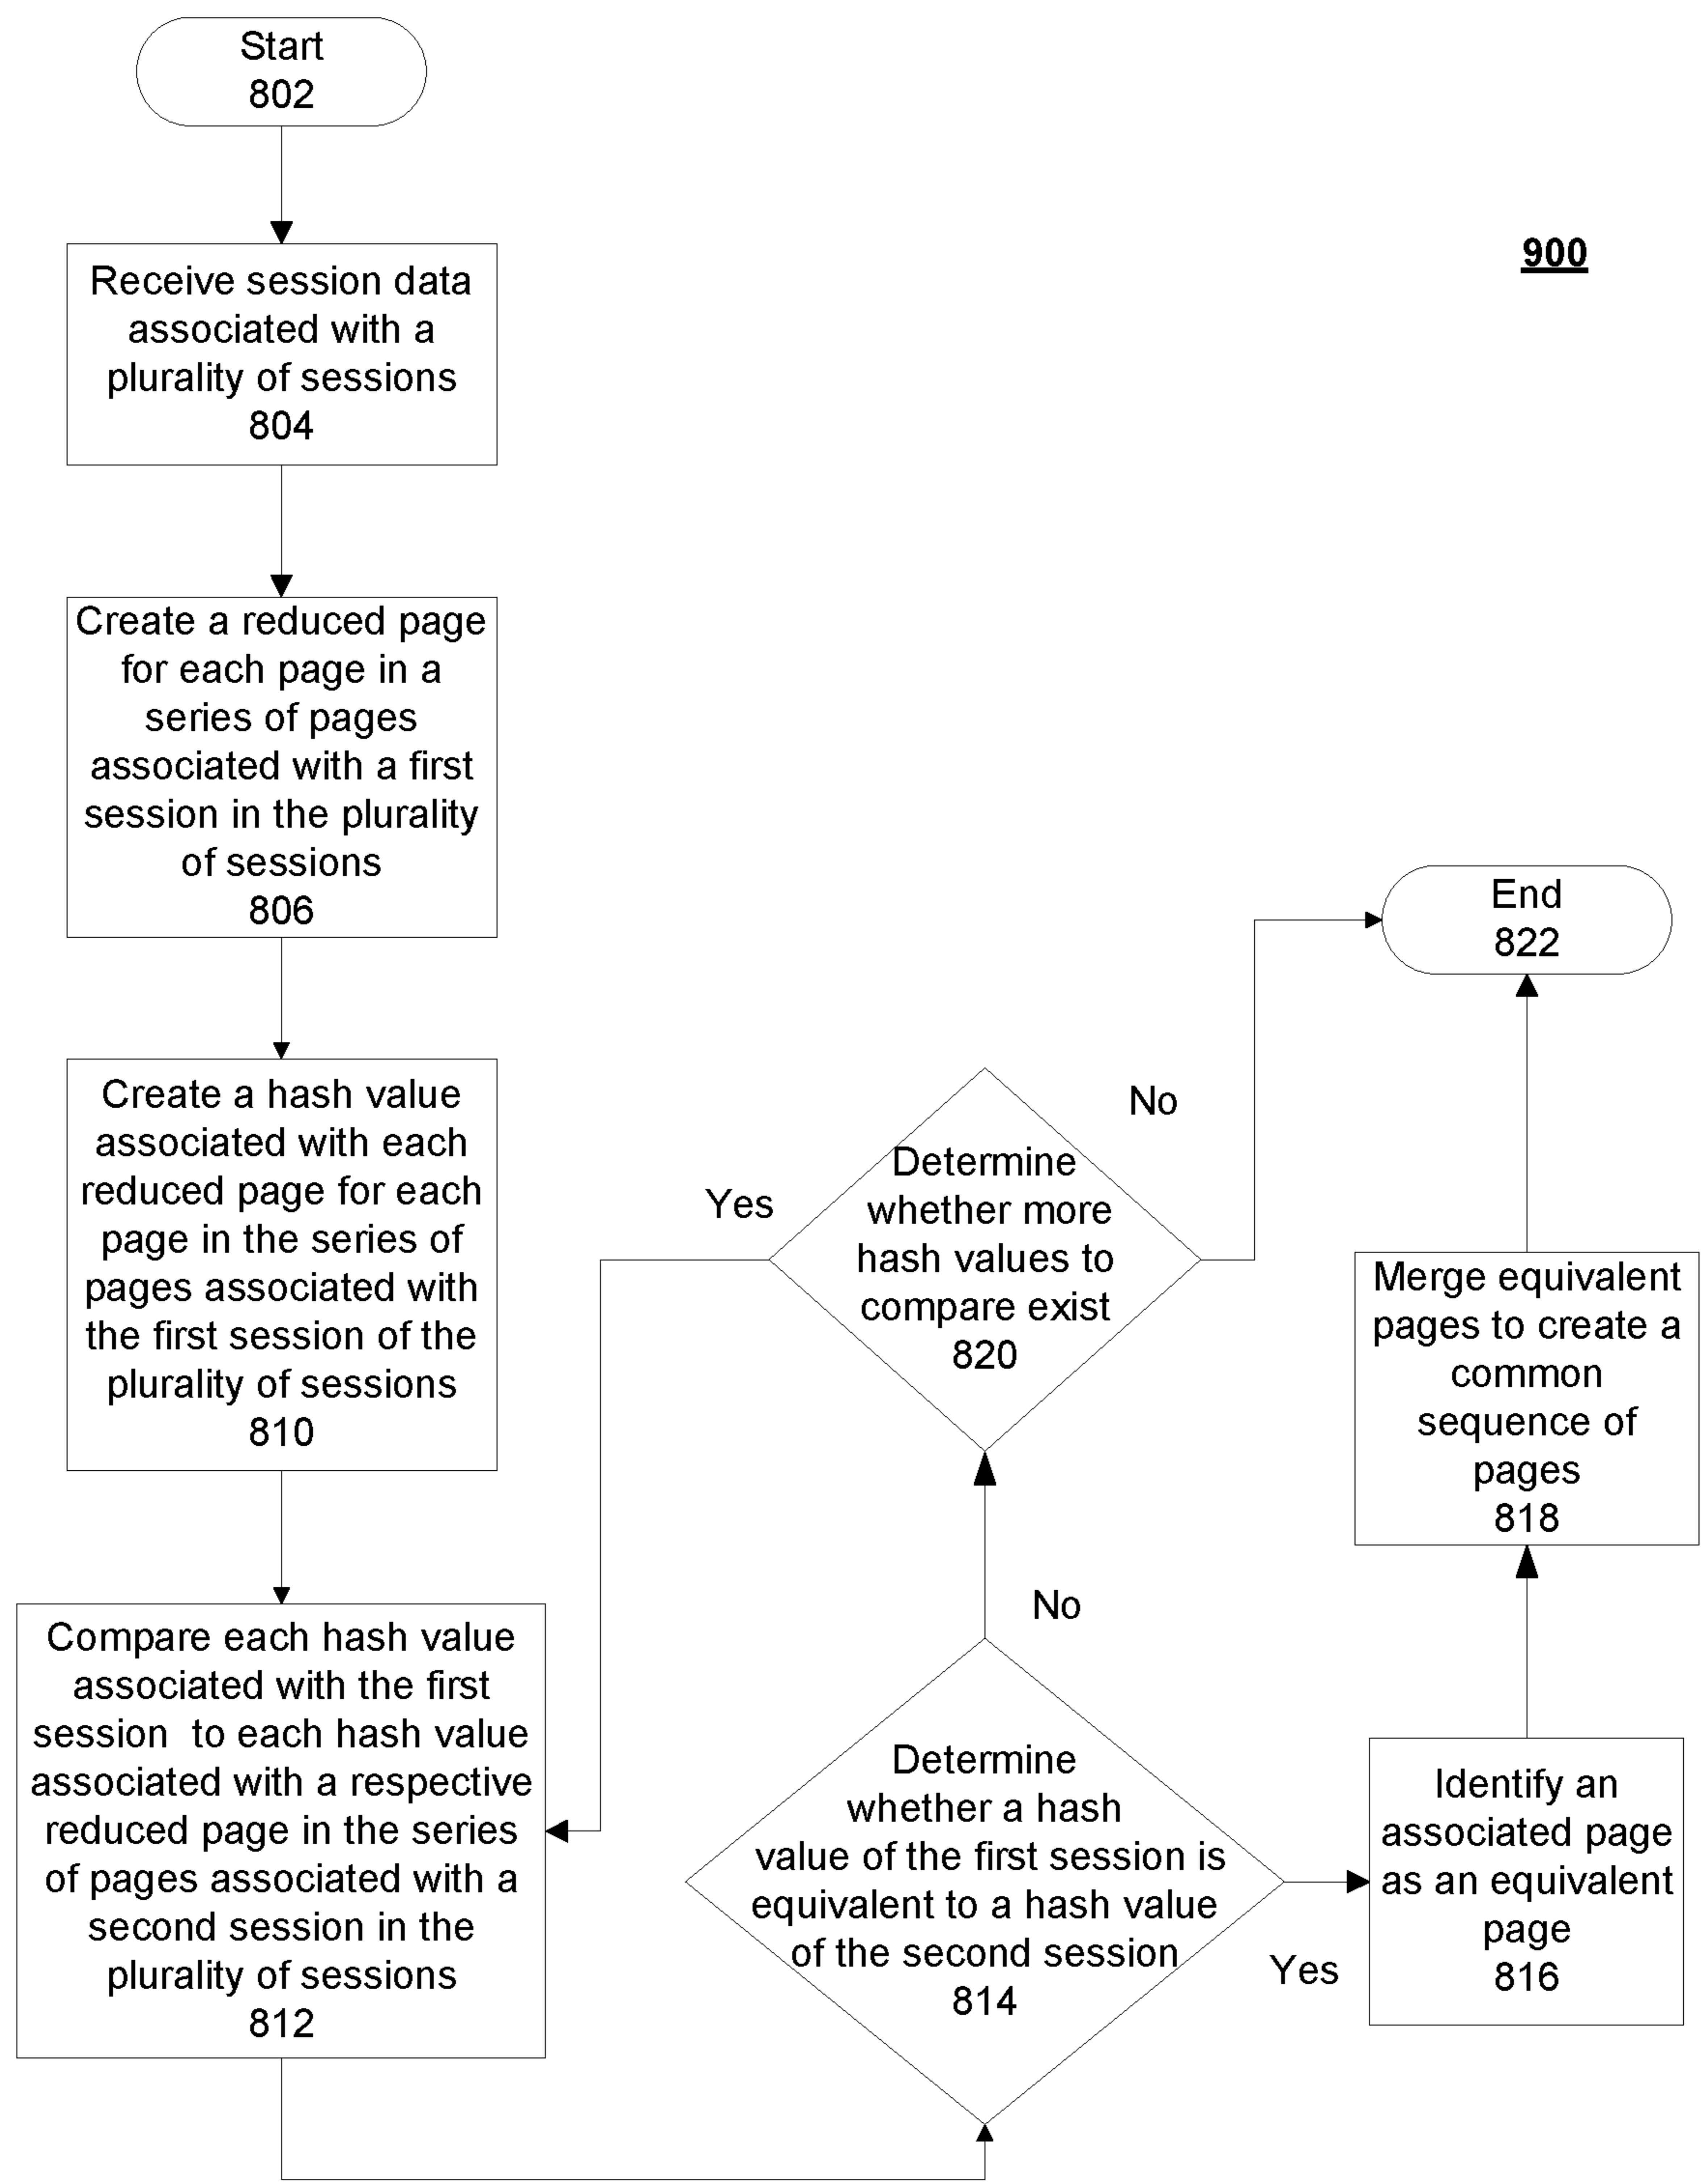 Start
802
900
Receive session data
associated with a
plurality of sessions
804
Create a reduced page
for each page in a
series of pages
associated with a first
session in the plurality
of sessions
806
Create a hash value
associated with each
reduced page for each
page in the series of
pages associated with
the first session of the
plurality of sessions
810
Compare each hash value
associated with the first
session to each hash value
associated with a respective
reduced page in the series
of pages associated with a
second session in the
plurality of sessions
812
Determine
whether a hash
value of the first session is
equivalent to a hash value
of the second session
814
No
Yes
Determine
whether more
hash values to
compare exist
820
Yes
No
Identify an
associated page
as an equivalent
page
816
Merge equivalent
pages to create a
common
sequence of
pages
818
End
822